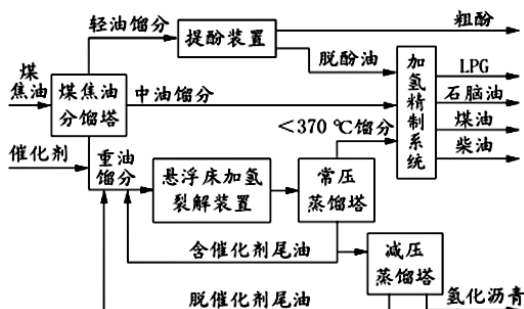 轻油馏分
提酚装置
粗酚
脱酚油
煤
焦油
煤焦油
分馏塔
中油馏分
加氢精制系统
LPG
石脑油
煤油
柴油
<370 ℃馏分
催化剂
重油
馏分
悬浮床加氢
裂解装置
常压
蒸馏塔
含催化剂尾油
减压
蒸馏塔
脱催化剂尾油
氢化沥青